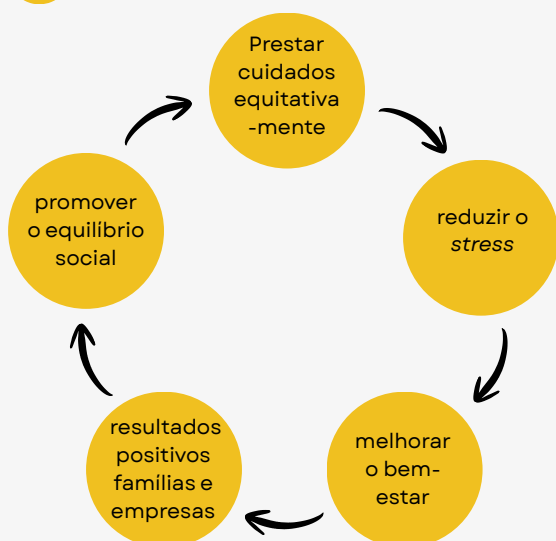 Prestar
cuidados
equitativa
-mente
reduzir o
stress
melhorar
o bem-
estar
resultados
positivos
famílias e
empresas
promover
o equilíbrio
social